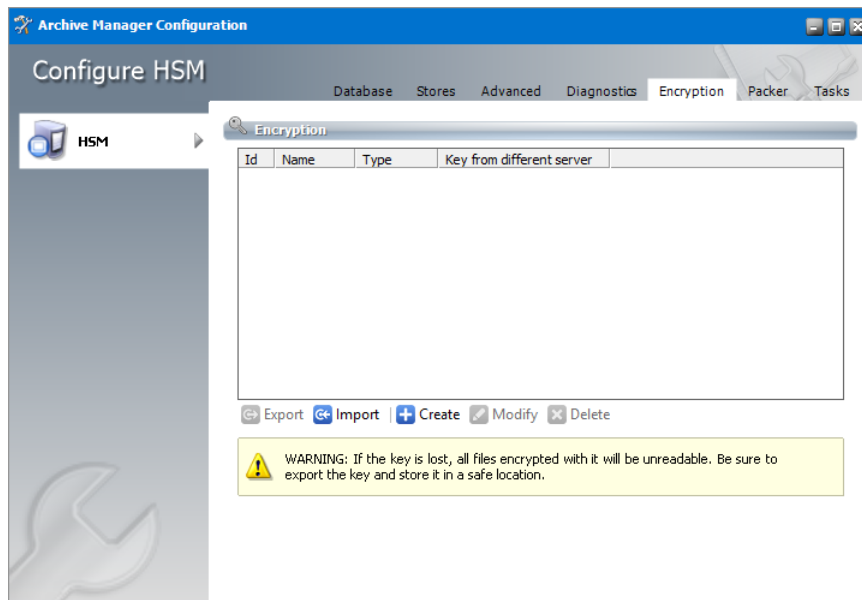 Archive Manager Configuration
Configure HSM
Database Stores Advanced Diagnostics Encryption Packer Tasks
HSM
Encryption
Id Name Type Key from different server
Export Import Create Modify Delete
WARNING: If the key is lost, all files encrypted with it will be unreadable. Be sure to
export the key and store it in a safe location.